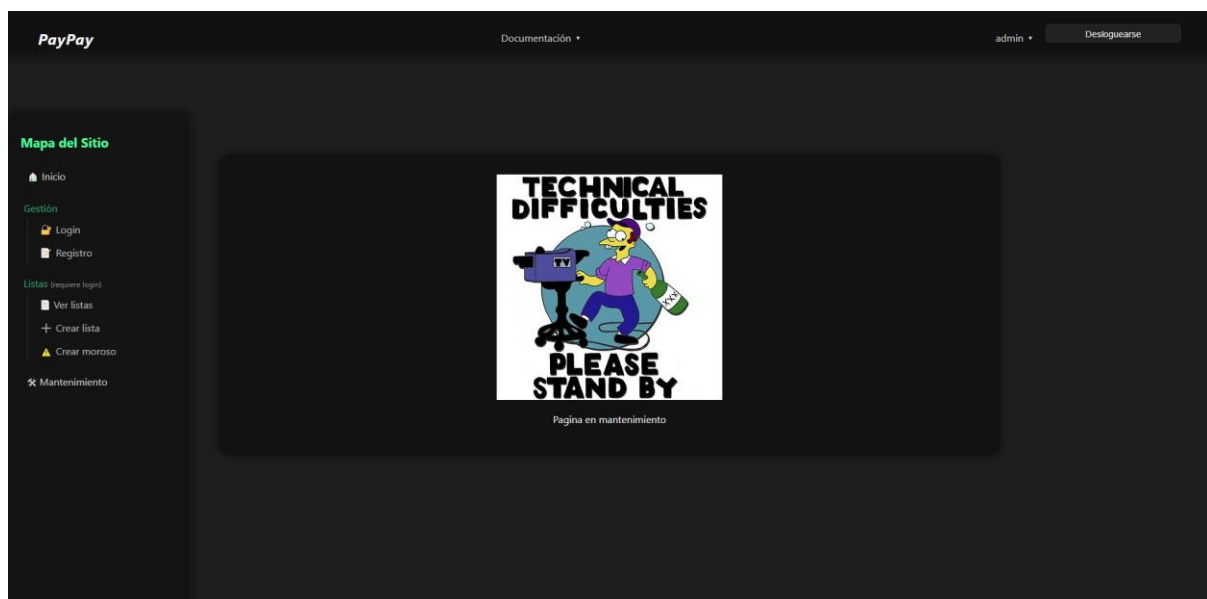 PayPay
Documentación ▾
admin ▾
Desloguearse
Mapa del Sitio
Inicio
Gestión
Login
Registro
Listas (requiere login)
Ver listas
Crear lista
Crear moroso
Mantenimiento
TECHNICAL
DIFFICULTIES
TV
XXX
PLEASE
STAND BY
Pagina en mantenimiento